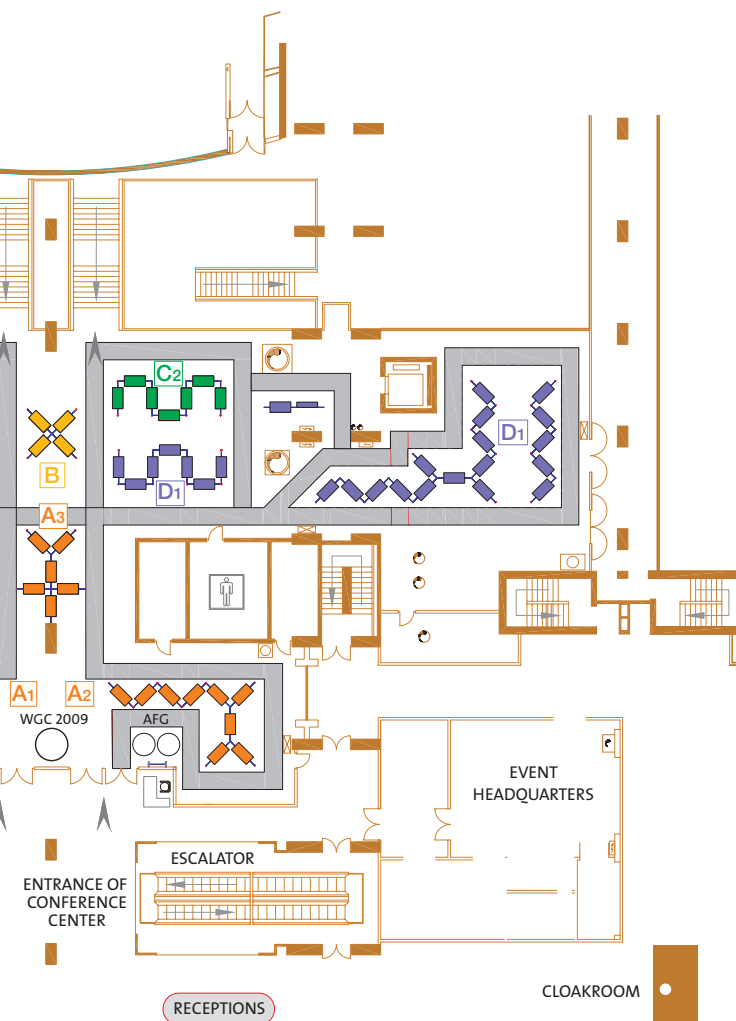 C2
D1
B
D1
A3
A1
A2
WGC 2009
AFG
EVENT
HEADQUARTERS
ESCALATOR
ENTRANCE OF
CONFERENCE
CENTER
CLOAKROOM
RECEPTIONS